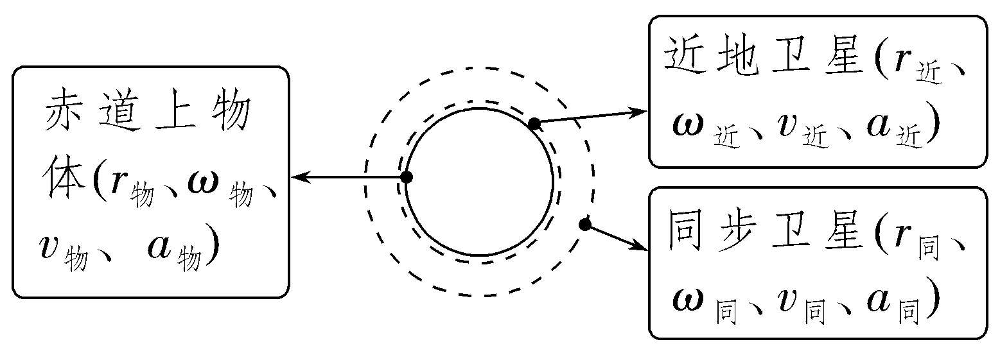 赤道上物
体(r物、ω物、
v物、a物)
近地卫星(r近、
ω近、v近、a近)
同步卫星(r同、
ω同、v同、a同)